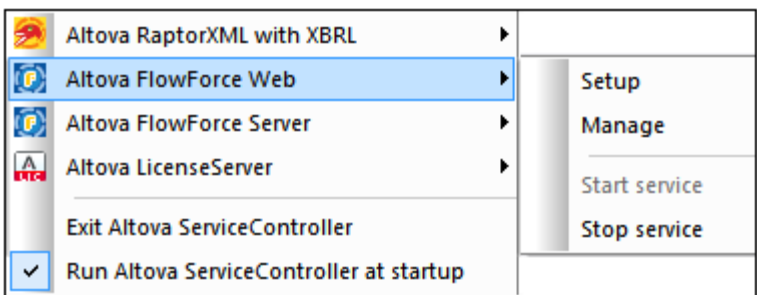 Altova RaptorXML with XBRL
Altova FlowForce Web
Altova FlowForce Server
Altova LicenseServer
A
LIC
Exit Altova ServiceController
Run Altova ServiceController at startup
Setup
Manage
Start service
Stop service